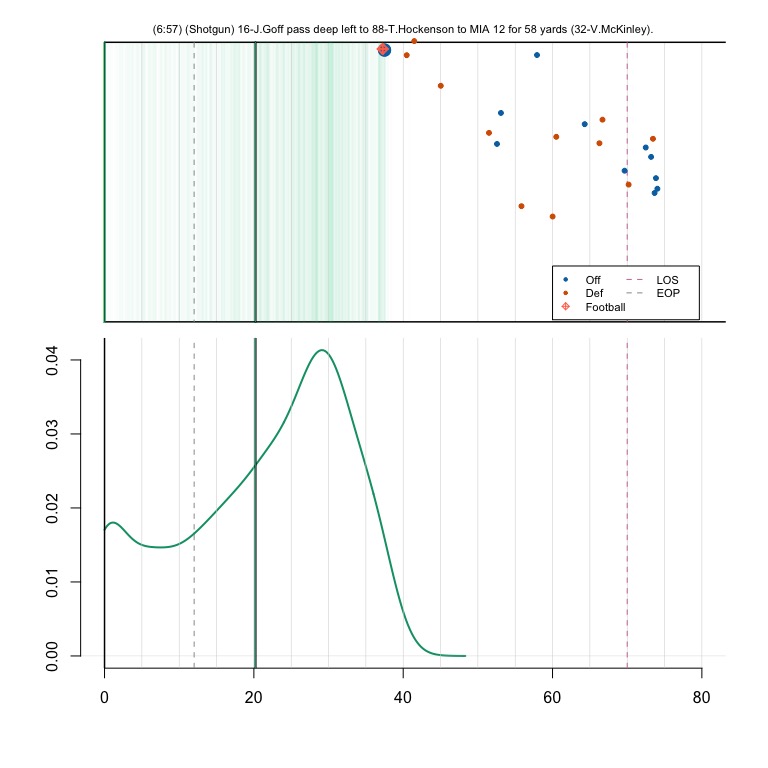 (6:57) (Shotgun) 16-J.Goff pass deep left to 88-T.Hockenson to MIA 12 for 58 yards (32-V.McKinley).
Off LOS
Def EOP
Football
0.04
0.03
0.02
0.01
0.00
0 20 40 60 80